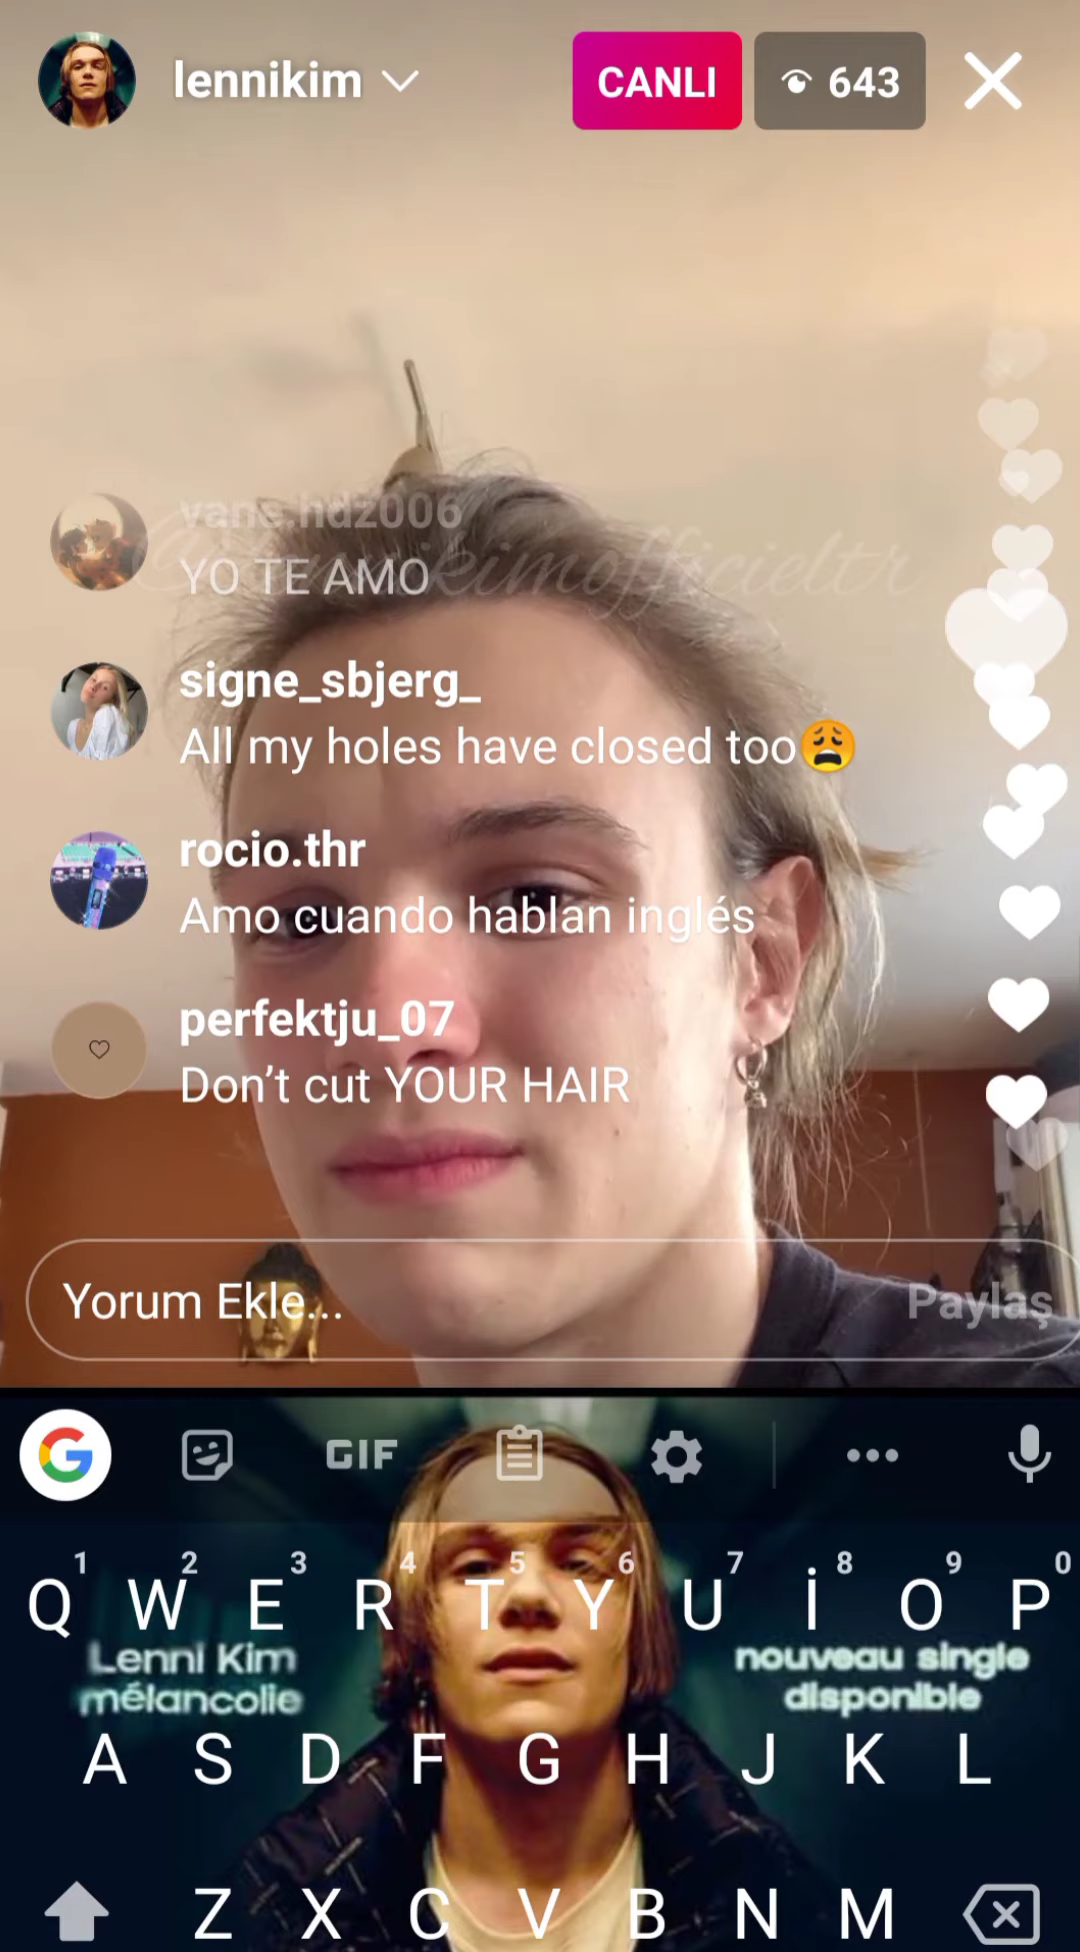 lennikim
CANLI
643
vans.hdz006
YO TE AMO
@lennikimofficieltr
signe_sbjerg_
All my holes have closed too😩
rocio.thr
Amo cuando hablan inglés
perfektju_07
Don’t cut YOUR HAIR
Yorum Ekle...
Paylaş
G
GIF
1 2 3 4 5 6 7 8 9 0
Q W E R T Y U İ O P
Lenni Kim
mélancolie
nouveau single
disponible
A S D F G H J K L
Z X C V B N M